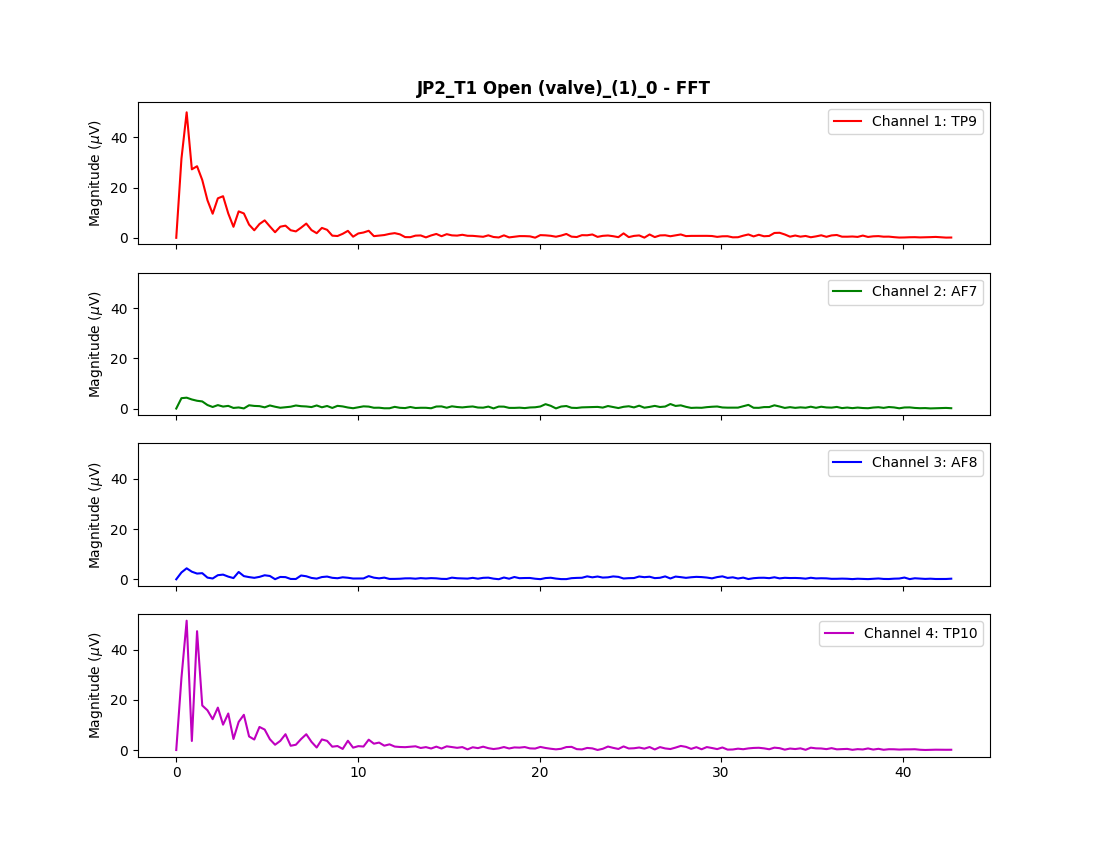 JP2_T1 Open (valve)_(1)_0 - FFT
Magnitude (μV)
40
20
0
Channel 1: TP9
Magnitude (μV)
40
20
0
Channel 2: AF7
Magnitude (μV)
40
20
0
Channel 3: AF8
Magnitude (μV)
40
20
0
Channel 4: TP10
0 10 20 30 40